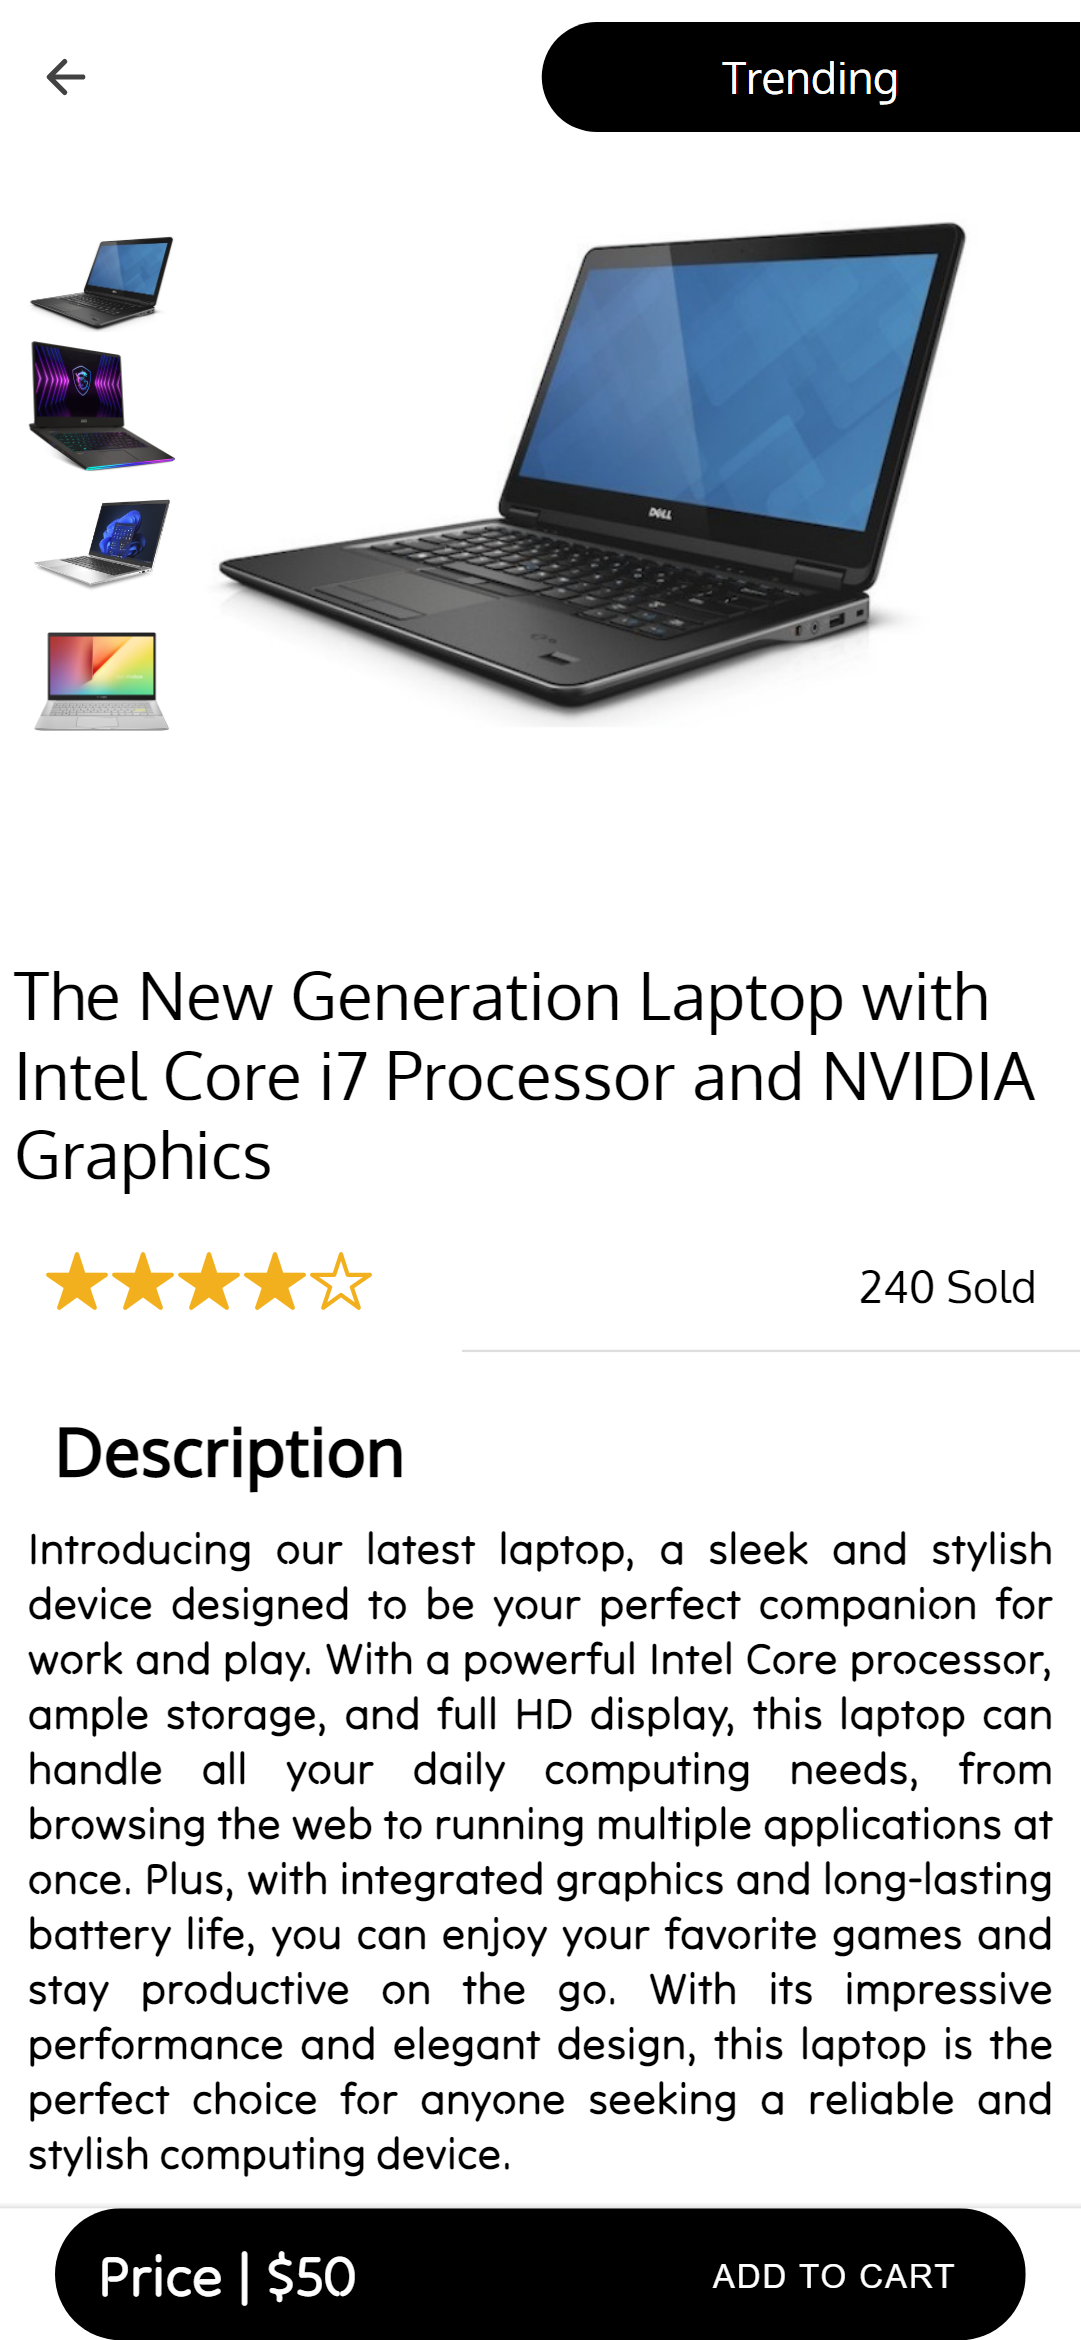 Trending
DELL
The New Generation Laptop with
Intel Core i7 Processor and NVIDIA
Graphics
240 Sold
Description
Introducing our latest laptop, a sleek and stylish
device designed to be your perfect companion for
work and play. With a powerful Intel Core processor,
ample storage, and full HD display, this laptop can
handle all your daily computing needs, from
browsing the web to running multiple applications at
once. Plus, with integrated graphics and long-lasting
battery life, you can enjoy your favorite games and
stay productive on the go. With its impressive
performance and elegant design, this laptop is the
perfect choice for anyone seeking a reliable and
stylish computing device.
Price | $50
ADD TO CART